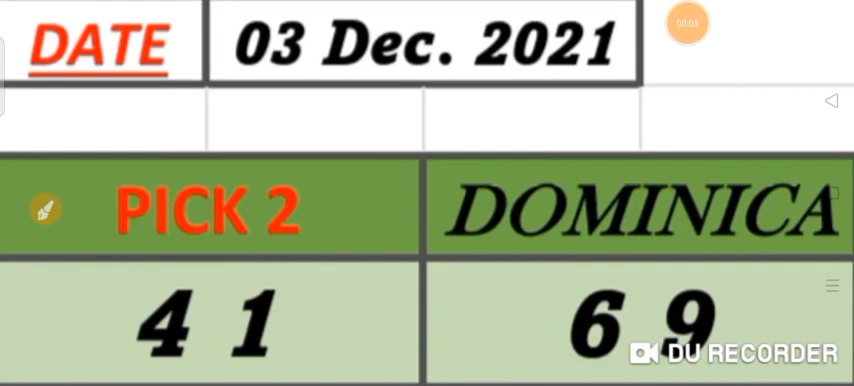 00:03
DATE 03 Dec. 2021
PICK 2 DOMINICA
4 1 6 9
DU RECORDER